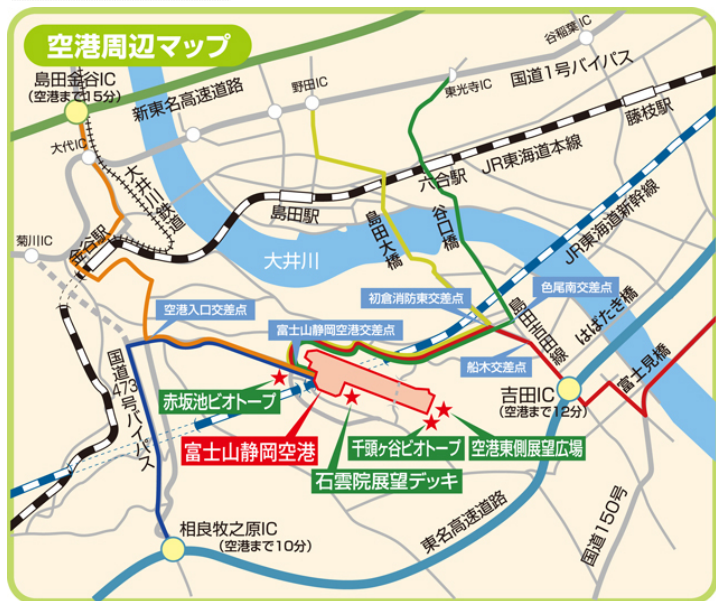 空港周辺マップ
谷稲葉IC
島田金谷IC
(空港まで15分)
新東名高速道路
野田IC
東光寺IC
国道1号バイパス
藤枝駅
大代IC
大井川鉄道
六合駅
JR東海道本線
島田駅
島田大橋
谷口橋
JR東海道新幹線
菊川IC
金谷駅
大井川
初倉消防東交差点
色尾南交差点
空港入口交差点
富士山静岡空港交差点
島田吉田線
はばたき橋
船木交差点
富士見橋
国道473号バイパス
赤坂池ビオトープ
吉田IC
(空港まで12分)
富士山静岡空港
千頭ヶ谷ビオトープ
空港東側展望広場
石雲院展望デッキ
相良牧之原IC
(空港まで10分)
東名高速道路
国道150号